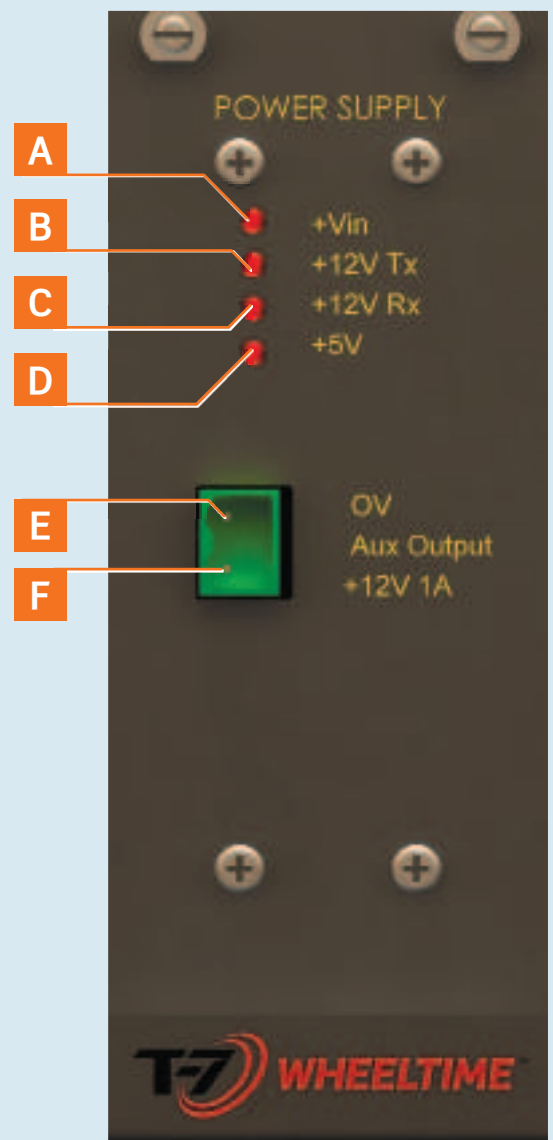 POWER SUPPLY
A
+Vin
B
+12V Tx
C
+12V Rx
D
+5V
E
OV
Aux Output
F
+12V 1A
T-7 WHEELTIME